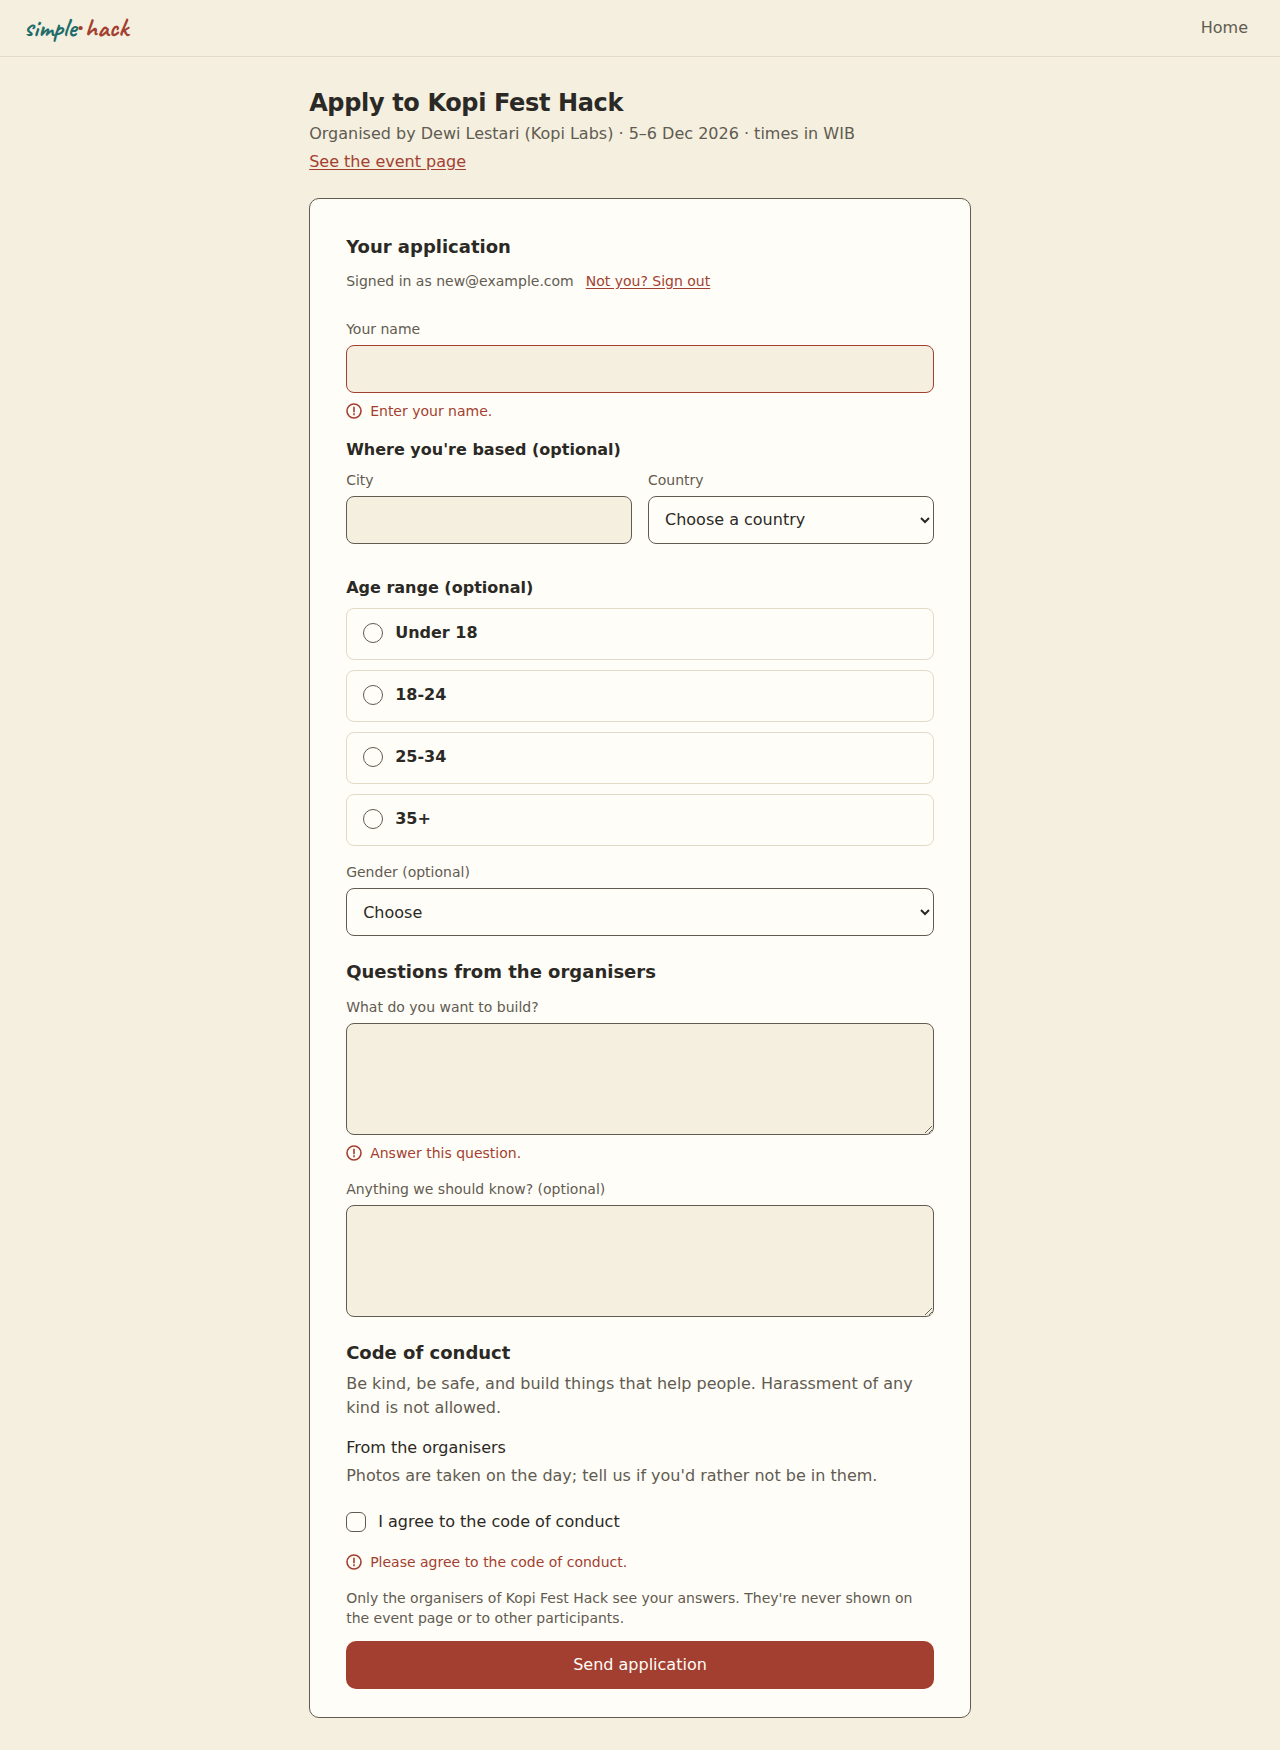 simple·hack
Home
Apply to Kopi Fest Hack
Organised by Dewi Lestari (Kopi Labs) · 5–6 Dec 2026 · times in WIB
See the event page
Your application
Signed in as new@example.com Not you? Sign out
Your name
Enter your name.
Where you're based (optional)
City
Country
Choose a country
Age range (optional)
Under 18
18-24
25-34
35+
Gender (optional)
Choose
Questions from the organisers
What do you want to build?
Answer this question.
Anything we should know? (optional)
Code of conduct
Be kind, be safe, and build things that help people. Harassment of any
kind is not allowed.
From the organisers
Photos are taken on the day; tell us if you'd rather not be in them.
I agree to the code of conduct
Please agree to the code of conduct.
Only the organisers of Kopi Fest Hack see your answers. They're never shown on
the event page or to other participants.
Send application